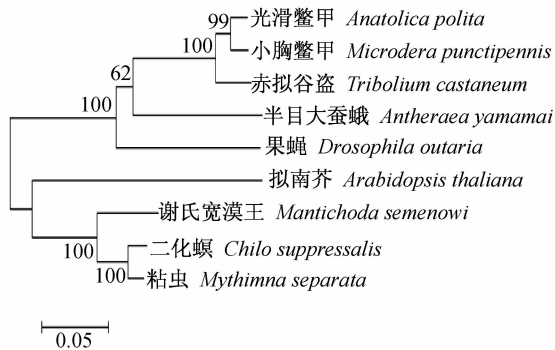 99
光滑鳖甲 Anatolica polita
100
小胸鳖甲 Microdera punctipennis
62
赤拟谷盗 Tribolium castaneum
100
半目大蚕蛾 Antheraea yamamai
果蝇 Drosophila outaria
拟南芥 Arabidopsis thaliana
谢氏宽漠王 Mantichoda semenowi
100
二化螟 Chilo suppressalis
100
粘虫 Mythimna separata
0.05